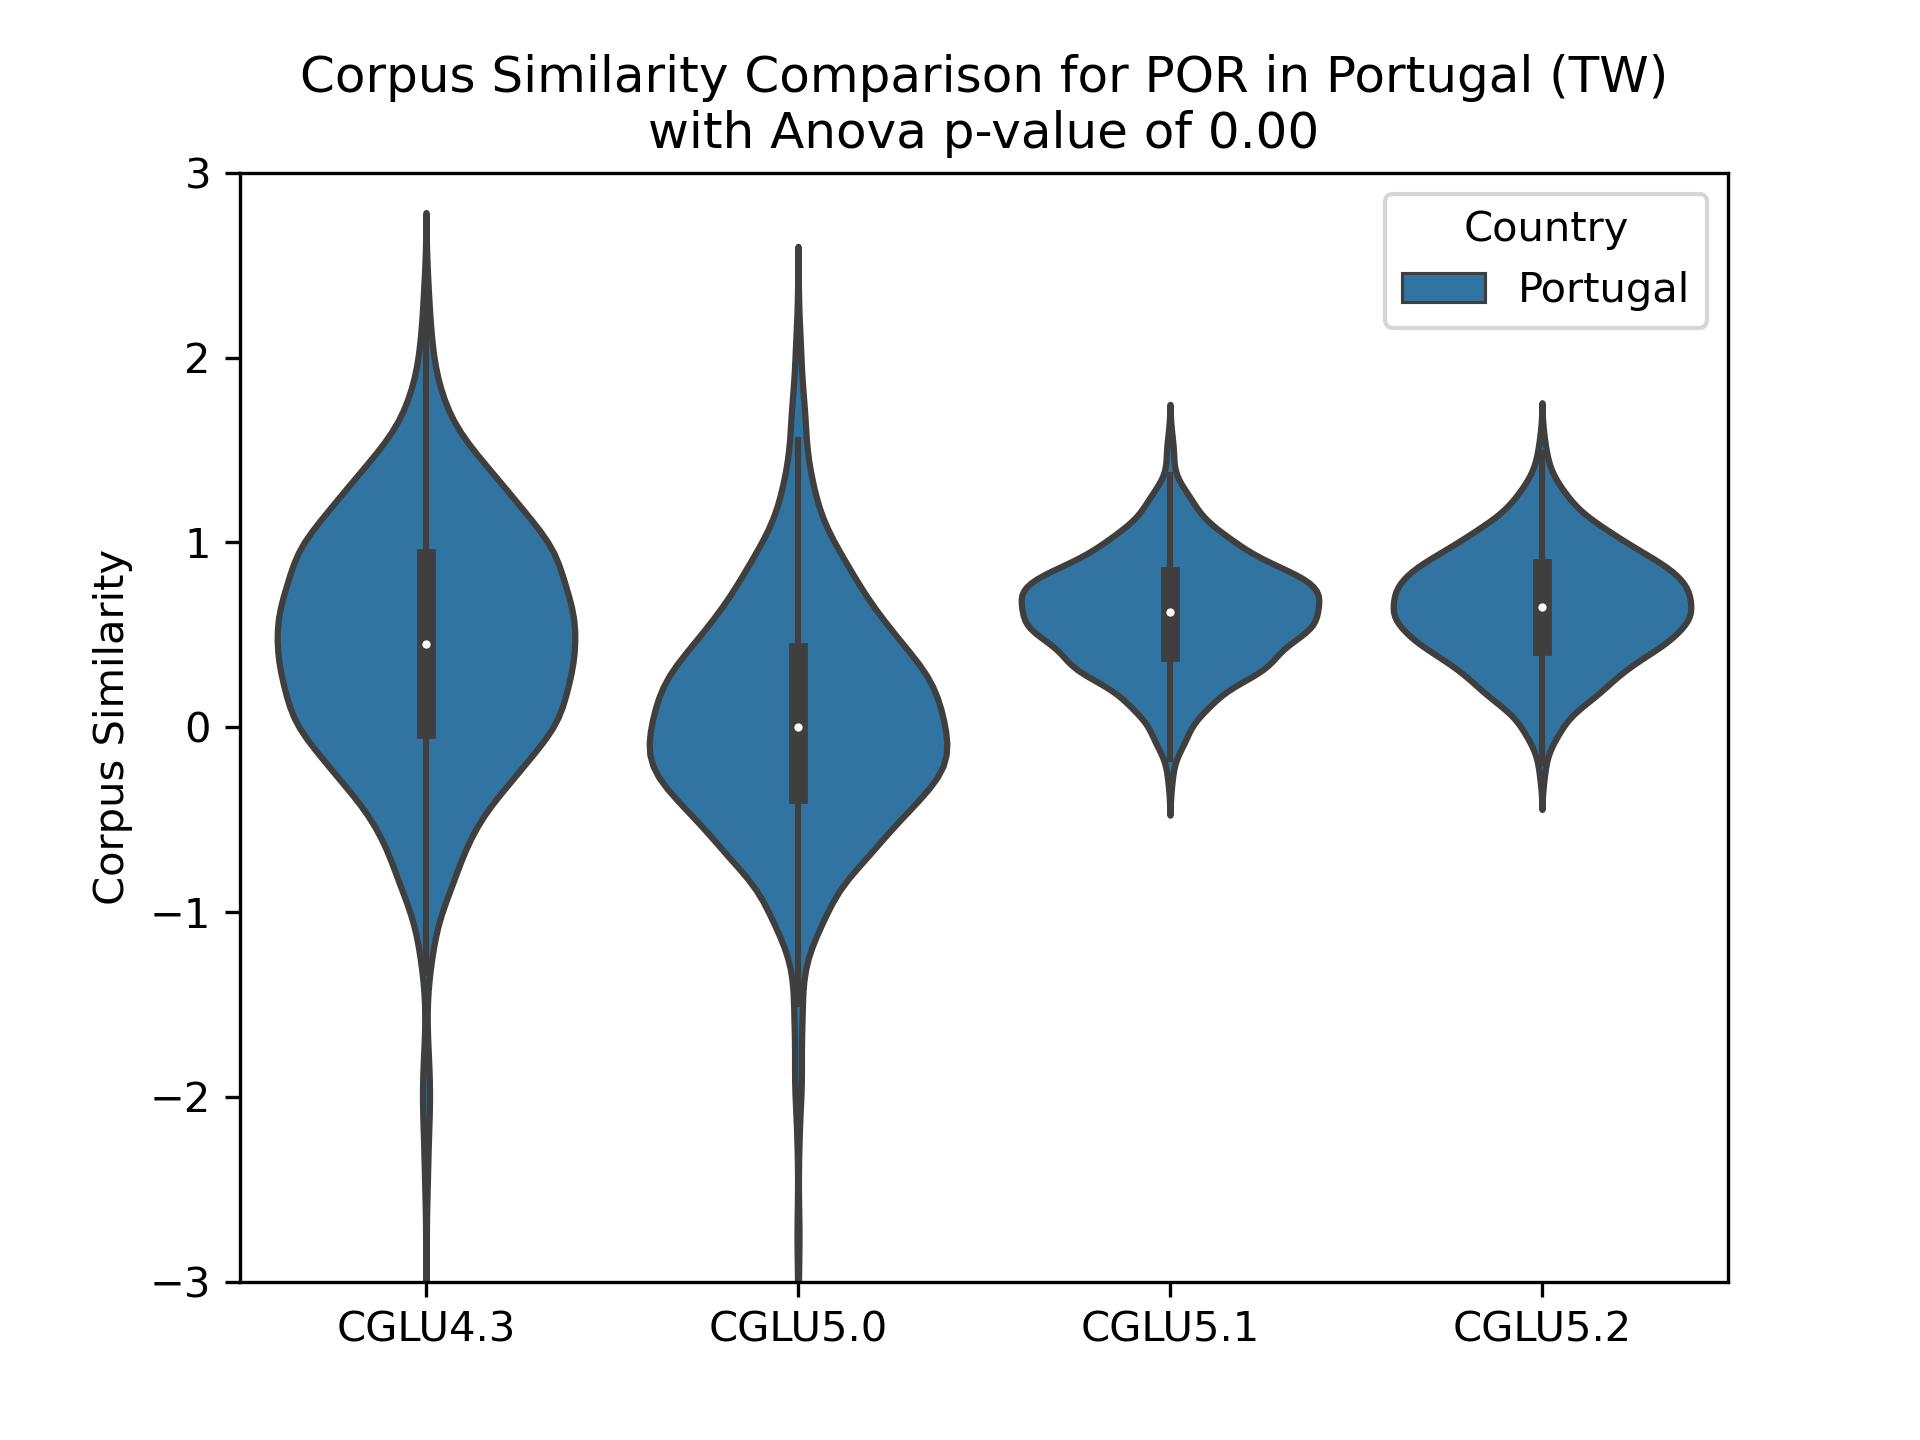 Corpus Similarity Comparison for POR in Portugal (TW)
with Anova p-value of 0.00
3
2
1
0
−1
−2
−3
Corpus Similarity
Country
Portugal
CGLU4.3
CGLU5.0
CGLU5.1
CGLU5.2